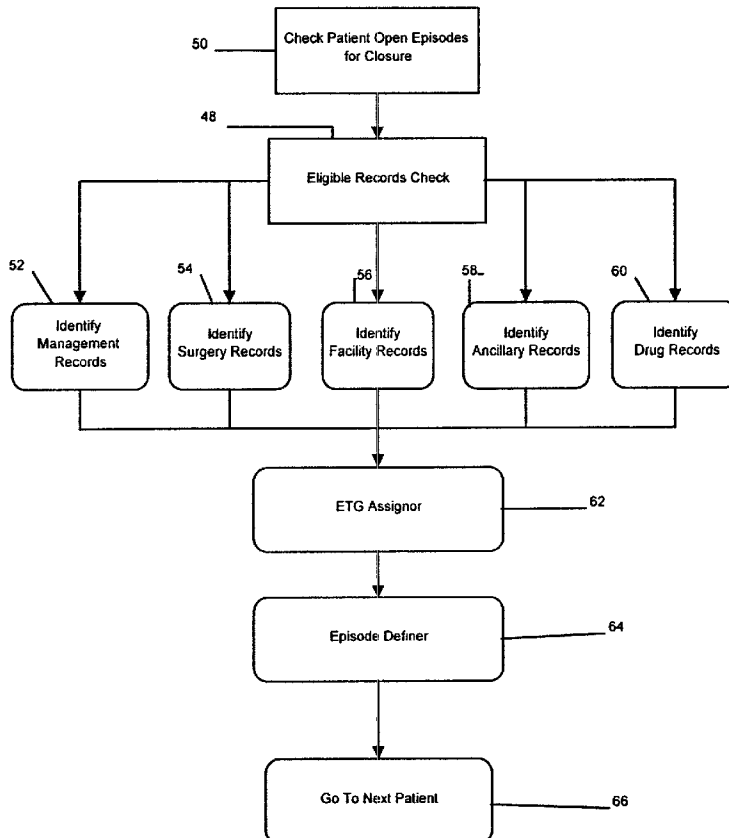 50
Check Patient Open Episodes
for Closure
48
Eligible Records Check
52
54
56
58
60
Identify
Management
Records
Identify
Surgery Records
Identify
Facility Records
Identify
Ancillary Records
Identify
Drug Records
ETG Assignor
62
Episode Definer
64
Go To Next Patient
66